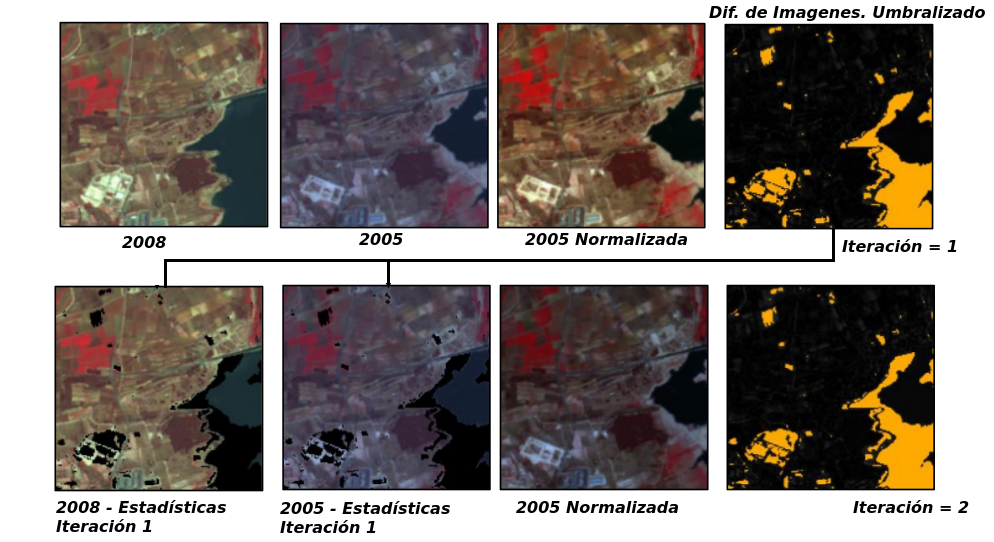 Dif. de Imagenes. Umbralizado
2008
2005
2005 Normalizada
Iteración = 1
2008 - Estadísticas
Iteración 1
2005 - Estadísticas
Iteración 1
2005 Normalizada
Iteración = 2